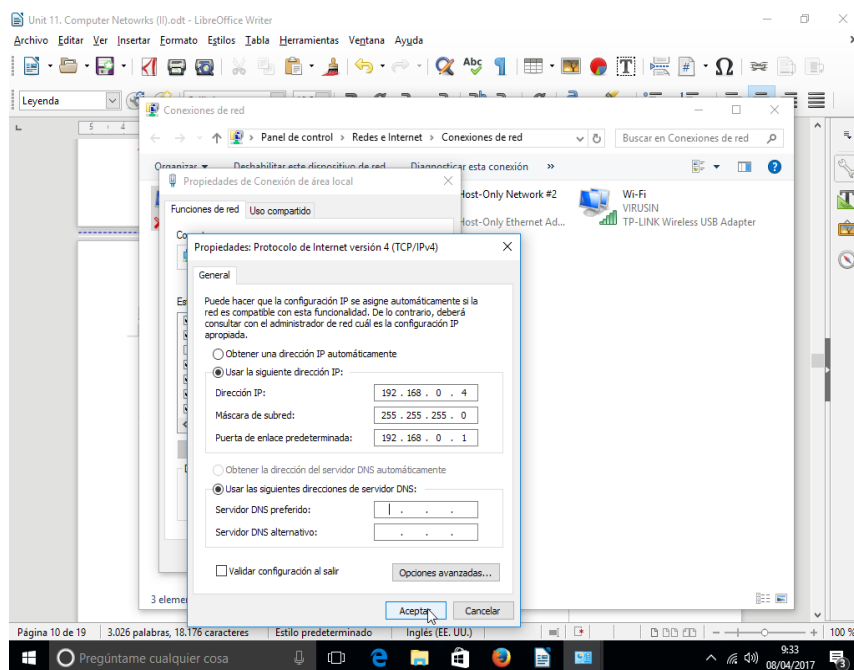 Unit 11. Computer Netowrks (II).odt - LibreOffice Writer
Archivo Editar Ver Insertar Formato Estilos Tabla Herramientas Ventana Ayuda
Leyenda
Conexiones de red
5 4
Panel de control > Redes e Internet > Conexiones de red
Buscar en Conexiones de red
Organizar Deshabilitar este dispositivo de red Diagnosticar esta conexión »
Propiedades de Conexión de área local
Host-Only Network #2
Host-Only Ethernet Ad...
Wi-Fi
VIRUSIN
TP-LINK Wireless USB Adapter
Funciones de red Uso compartido
Propiedades: Protocolo de Internet versión 4 (TCP/IPv4)
General
Puede hacer que la configuración IP se asigne automáticamente si la
red es compatible con esta funcionalidad. De lo contrario, deberá
consultar con el administrador de red cuál es la configuración IP
apropiada.
Obtener una dirección IP automáticamente
Usar la siguiente dirección IP:
Dirección IP: 192 . 168 . 0 . 4
Máscara de subred: 255 . 255 . 255 . 0
Puerta de enlace predeterminada: 192 . 168 . 0 . 1
Obtener la dirección del servidor DNS automáticamente
Usar las siguientes direcciones de servidor DNS:
Servidor DNS preferido: . . .
Servidor DNS alternativo: . . .
Validar configuración al salir
Opciones avanzadas...
Aceptar Cancelar
Página 10 de 19 3.026 palabras, 18.176 caracteres Estilo predeterminado Inglés (EE. UU.) 100 %
Pregúntame cualquier cosa
9:33
08/04/2017